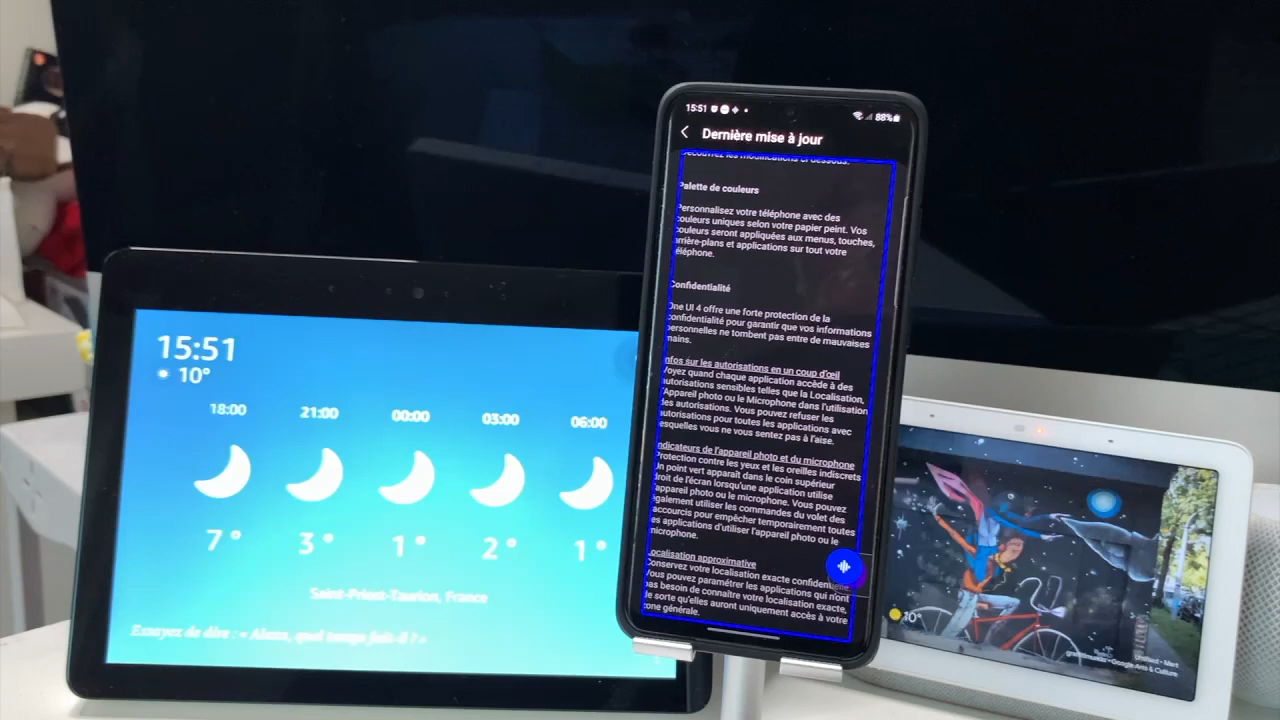 15:51
10°
18:00 21:00 00:00 03:00 06:00
7° 3° 1° 2° 1°
Saint-Priest-Taurion, France
Essayez de dire : « Alexa, quel temps fait-il ? »
15:51 88%
Dernière mise à jour
Découvrez les modifications ci-dessous.
Palette de couleurs
Personnalisez votre téléphone avec des
couleurs uniques selon votre papier peint. Vos
couleurs seront appliquées aux menus, touches,
arrière-plans et applications sur tout votre
téléphone.
Confidentialité
One UI 4 offre une forte protection de la
confidentialité pour garantir que vos informations
personnelles ne tombent pas entre de mauvaises
mains.
Infos sur les autorisations en un coup d'œil
Voyez quand chaque application accède à des
autorisations sensibles telles que la Localisation,
l'Appareil photo ou le Microphone dans l'utilisation
des autorisations. Vous pouvez refuser les
autorisations pour toutes les applications avec
lesquelles vous ne vous sentez pas à l'aise.
Indicateurs de l'appareil photo et du microphone
Protection contre les yeux et les oreilles indiscrets
Un point vert apparaît dans le coin supérieur
droit de l'écran lorsqu'une application utilise
l'appareil photo ou le microphone. Vous pouvez
également utiliser les commandes du volet des
raccourcis pour empêcher temporairement toutes
les applications d'utiliser l'appareil photo ou le
microphone.
Localisation approximative
Conservez votre localisation exacte confidentielle
Vous pouvez paramétrer les applications qui n'ont
pas besoin de connaître votre localisation exacte,
de sorte qu'elles auront uniquement accès à votre
zone générale.
10°
Untitled • Mart
Google Arts & Culture